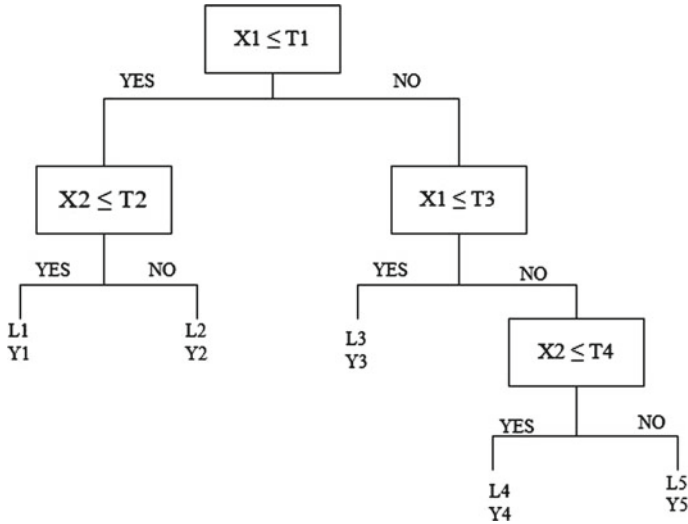 X1 ≤ T1
YES
NO
X2 ≤ T2
X1 ≤ T3
YES
NO
YES
NO
L1
Y1
L2
Y2
L3
Y3
X2 ≤ T4
YES
NO
L4
Y4
L5
Y5